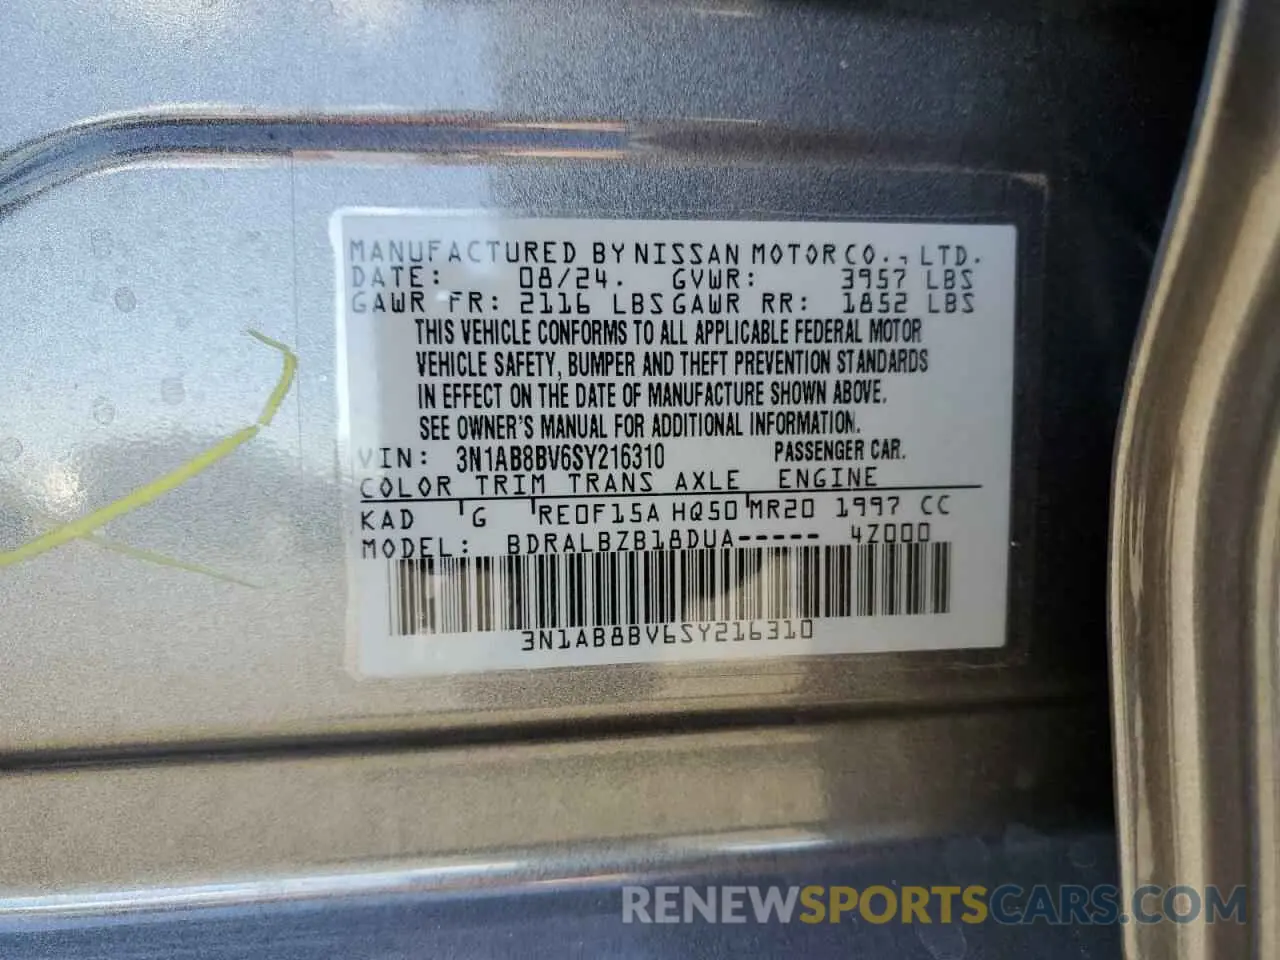 MANUFACTURED BY NISSAN MOTOR CO., LTD.
DATE: 08/24. GVWR: 3957 LBS
GAWR FR: 2116 LBS GAWR RR: 1852 LBS
THIS VEHICLE CONFORMS TO ALL APPLICABLE FEDERAL MOTOR
VEHICLE SAFETY, BUMPER AND THEFT PREVENTION STANDARDS
IN EFFECT ON THE DATE OF MANUFACTURE SHOWN ABOVE.
SEE OWNER'S MANUAL FOR ADDITIONAL INFORMATION.
VIN: 3N1AB8BV6SY216310 PASSENGER CAR.
COLOR TRIM TRANS AXLE ENGINE
KAD G RE0F15A HQ50 MR20 1997 CC
MODEL: BDRALBZB18DUA----- 4Z000
3N1AB8BV6SY216310
RENEWSPORTSCARS.COM